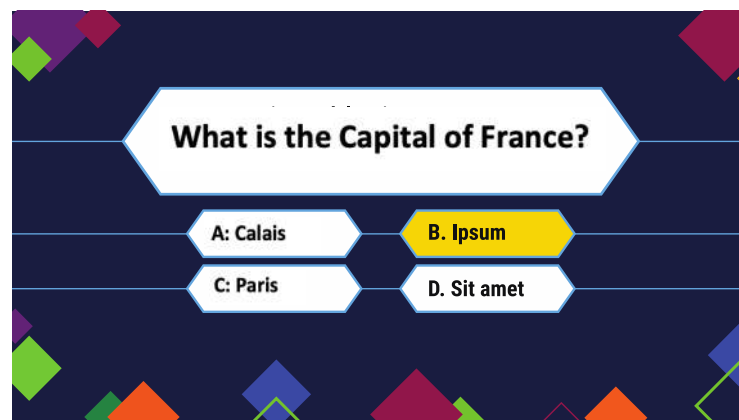 What is the Capital of France?
A: Calais
B. Ipsum
C: Paris
D. Sit amet